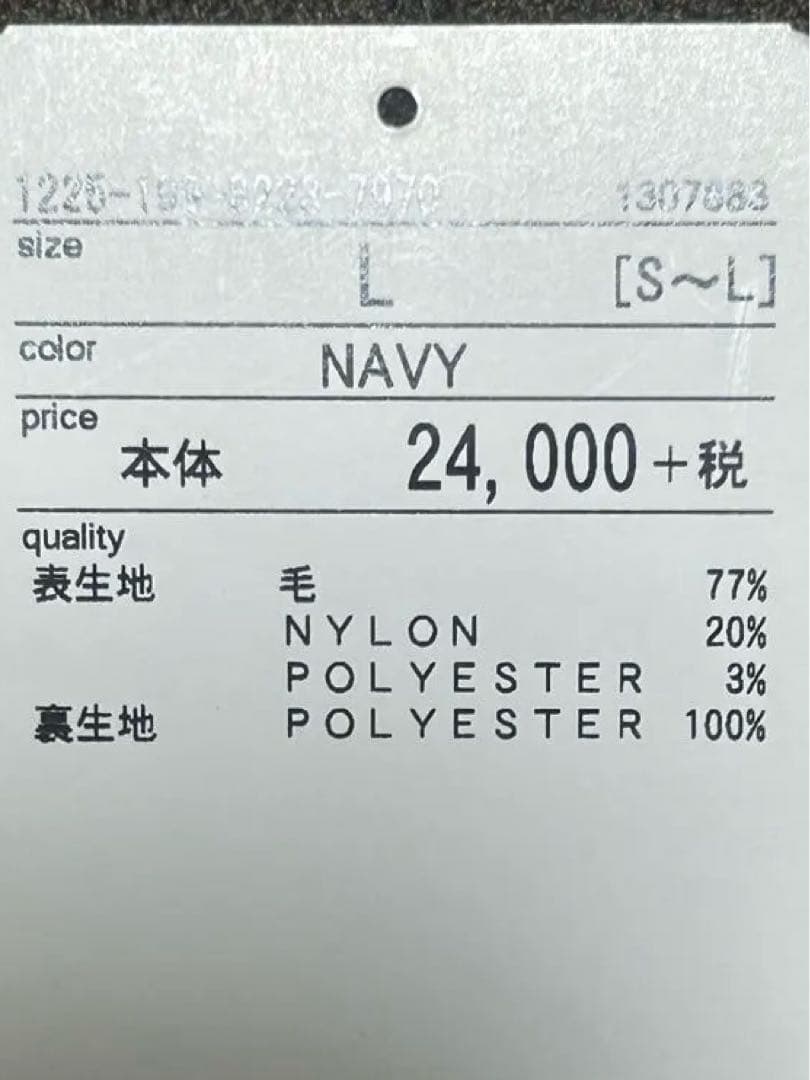 1307883
size
L [S～L]
color
NAVY
price
本体 24,000+税
quality
表生地 毛 77%
NYLON 20%
POLYESTER 3%
裏生地 POLYESTER 100%